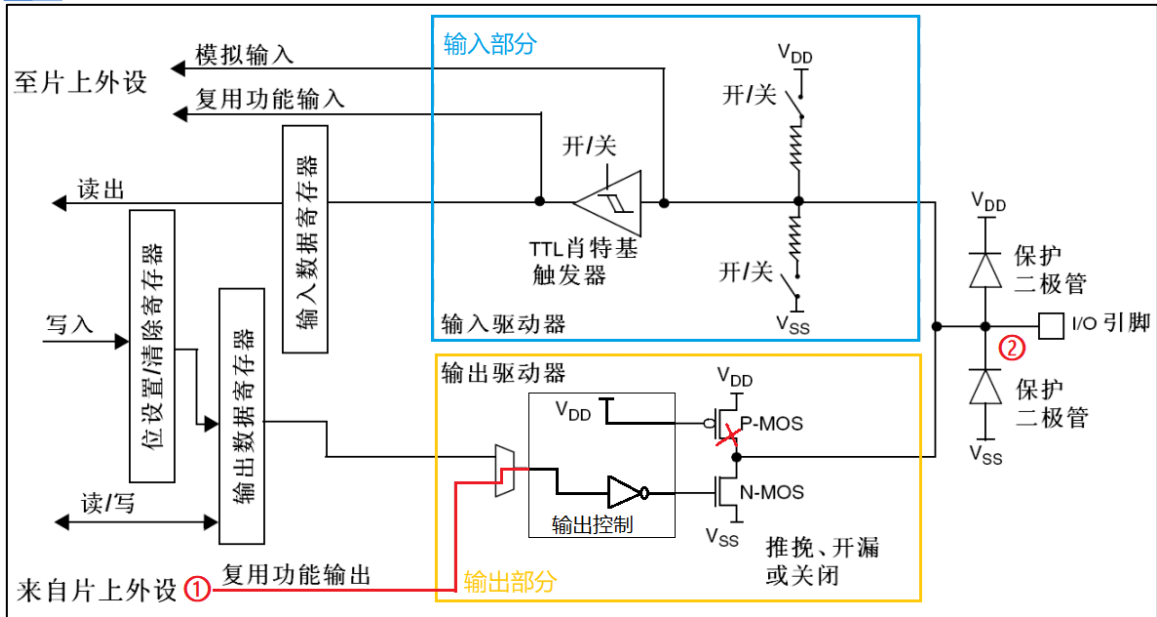 输入部分
模拟输入
至片上外设
复用功能输入
V_DD
开/关
开/关
读出
输入数据寄存器
TTL肖特基
触发器
开/关
V_SS
输入驱动器
V_DD
保护
二极管
I/O 引脚
②
保护
二极管
V_SS
位设置/清除寄存器
写入
输出数据寄存器
读/写
输出驱动器
V_DD
V_DD
P-MOS
N-MOS
V_SS
输出控制
推挽、开漏
或关闭
输出部分
来自片上外设 ①
复用功能输出